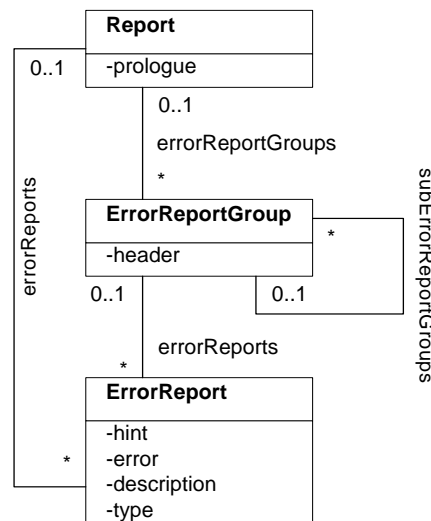 Report
0..1
-prologue
0..1
errorReportGroups
*
errorReports
subErrorReportGroups
ErrorReportGroup
*
-header
0..1
0..1
errorReports
*
ErrorReport
-hint
*
-error
-description
-type